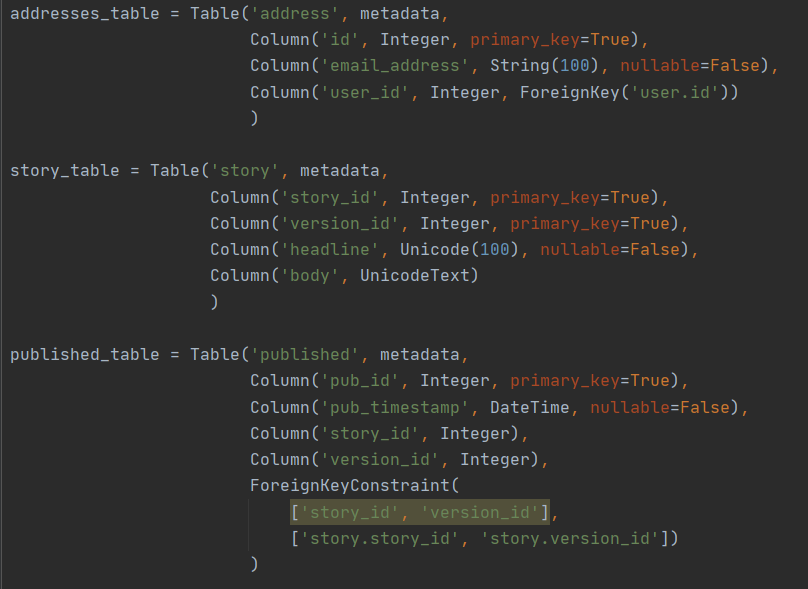 addresses_table = Table('address', metadata,
                        Column('id', Integer, primary_key=True),
                        Column('email_address', String(100), nullable=False),
                        Column('user_id', Integer, ForeignKey('user.id'))
                        )

story_table = Table('story', metadata,
                    Column('story_id', Integer, primary_key=True),
                    Column('version_id', Integer, primary_key=True),
                    Column('headline', Unicode(100), nullable=False),
                    Column('body', UnicodeText)
                    )

published_table = Table('published', metadata,
                        Column('pub_id', Integer, primary_key=True),
                        Column('pub_timestamp', DateTime, nullable=False),
                        Column('story_id', Integer),
                        Column('version_id', Integer),
                        ForeignKeyConstraint(
                            ['story_id', 'version_id'],
                            ['story.story_id', 'story.version_id'])
                        )